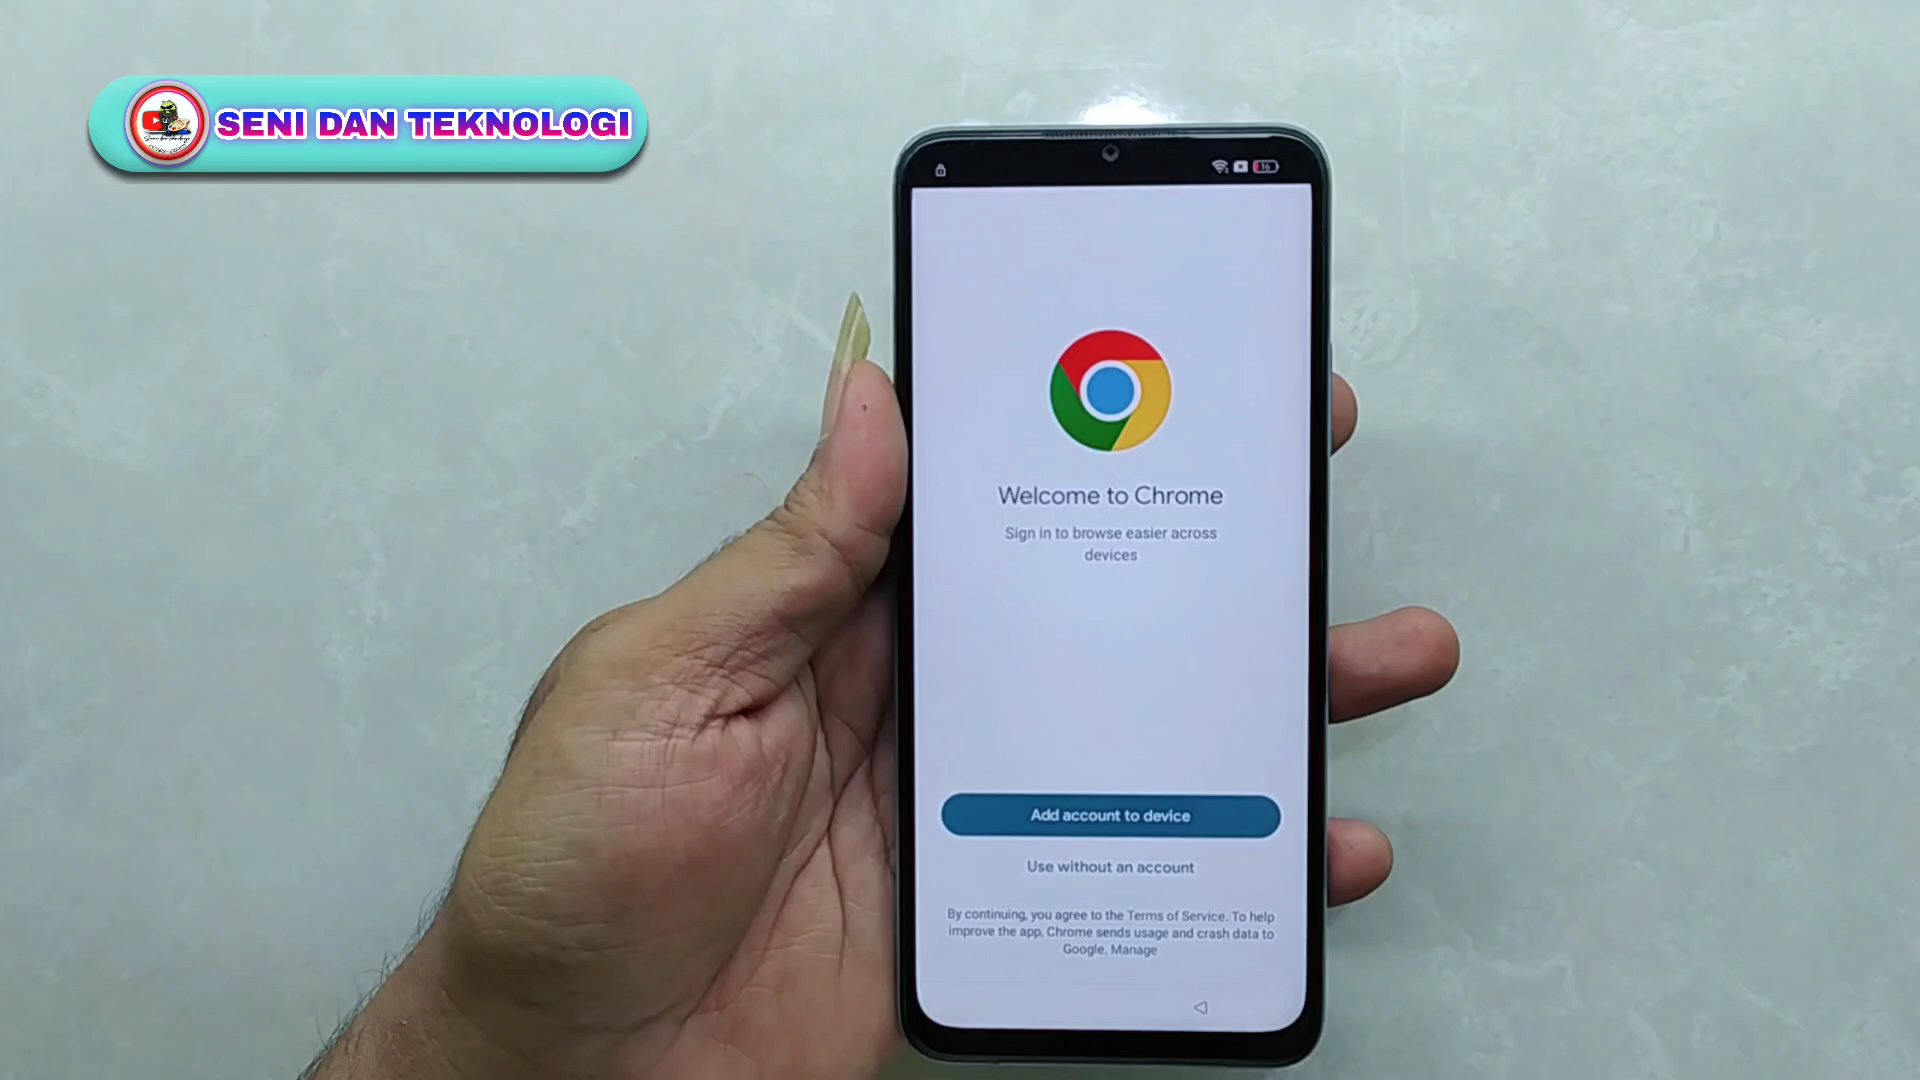 SENI DAN TEKNOLOGI
16
Welcome to Chrome
Sign in to browse easier across
devices
Add account to device
Use without an account
By continuing, you agree to the Terms of Service. To help
improve the app, Chrome sends usage and crash data to
Google. Manage